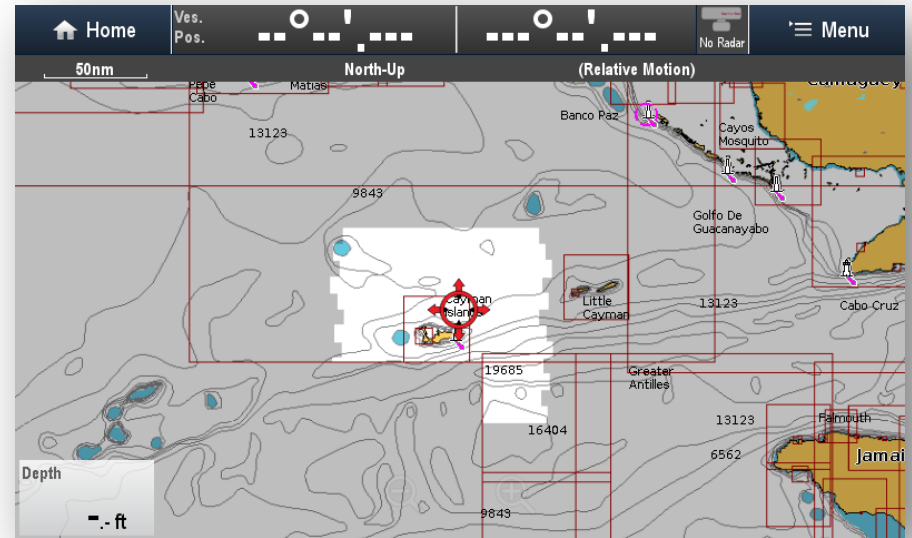 Home
Ves.
Pos.
--°--'.---
---°--'.---
No Radar
Menu
50nm
North-Up
(Relative Motion)
Pepe
Cabo
Matias
Camaguey
Banco Paz
13123
Cayos
Mosquito
9843
Golfo De
Guacanayabo
Cayman
Islands
Little
Cayman
13123
Cabo Cruz
19685
Greater
Antilles
16404
13123
Falmouth
6562
Jamai
Depth
-.- ft
9843